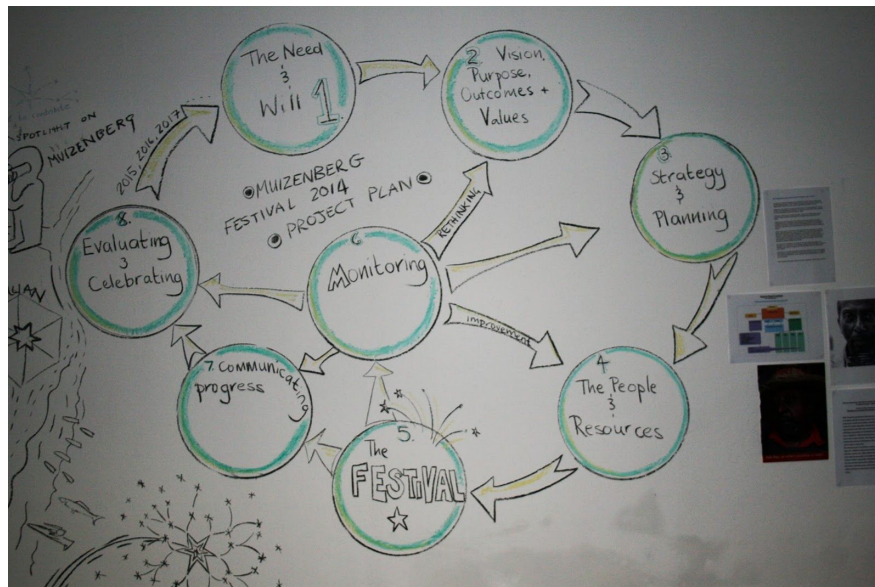 The Need
&
Will 1
2 Vision,
Purpose,
Outcomes +
Values
3.
Strategy
&
Planning
4
The People
&
Resources
5.
The
FESTIVAL
6
Monitoring
7. Communicating
progress
8.
Evaluating
&
Celebrating
2015, 2016, 2017
MUIZENBERG
FESTIVAL 2014
PROJECT PLAN
RETHINKING
improvement
SPOTLIGHT ON
MUIZENBERG